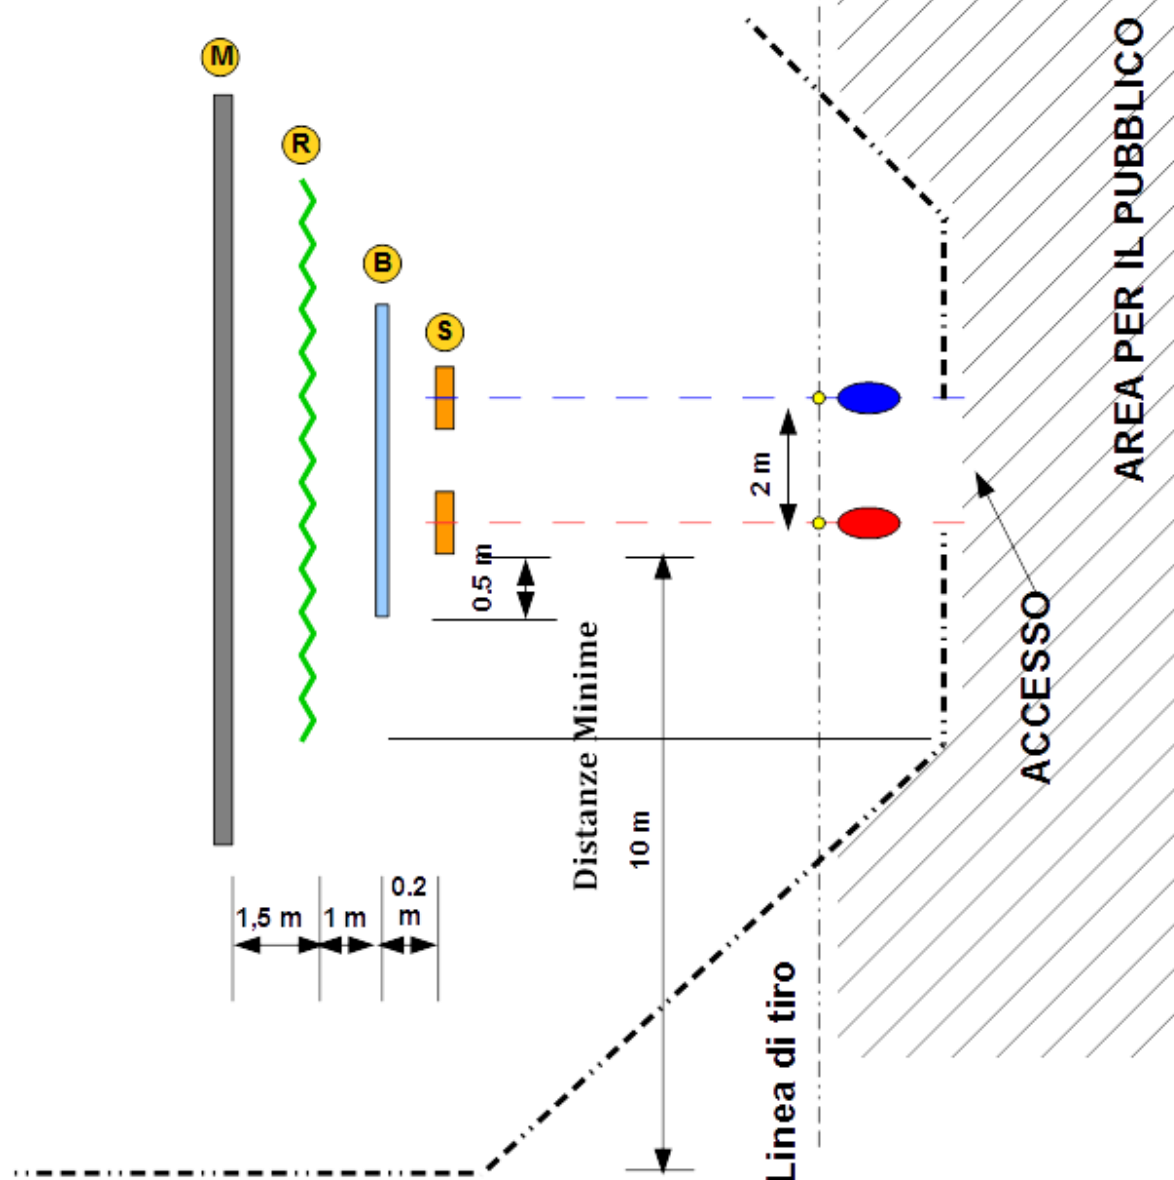 M
R
B
S
AREA PER IL PUBBLICO
2 m
0.5 m
ACCESSO
Distanze Minime
10 m
0.2
m
1,5 m
1 m
Linea di tiro